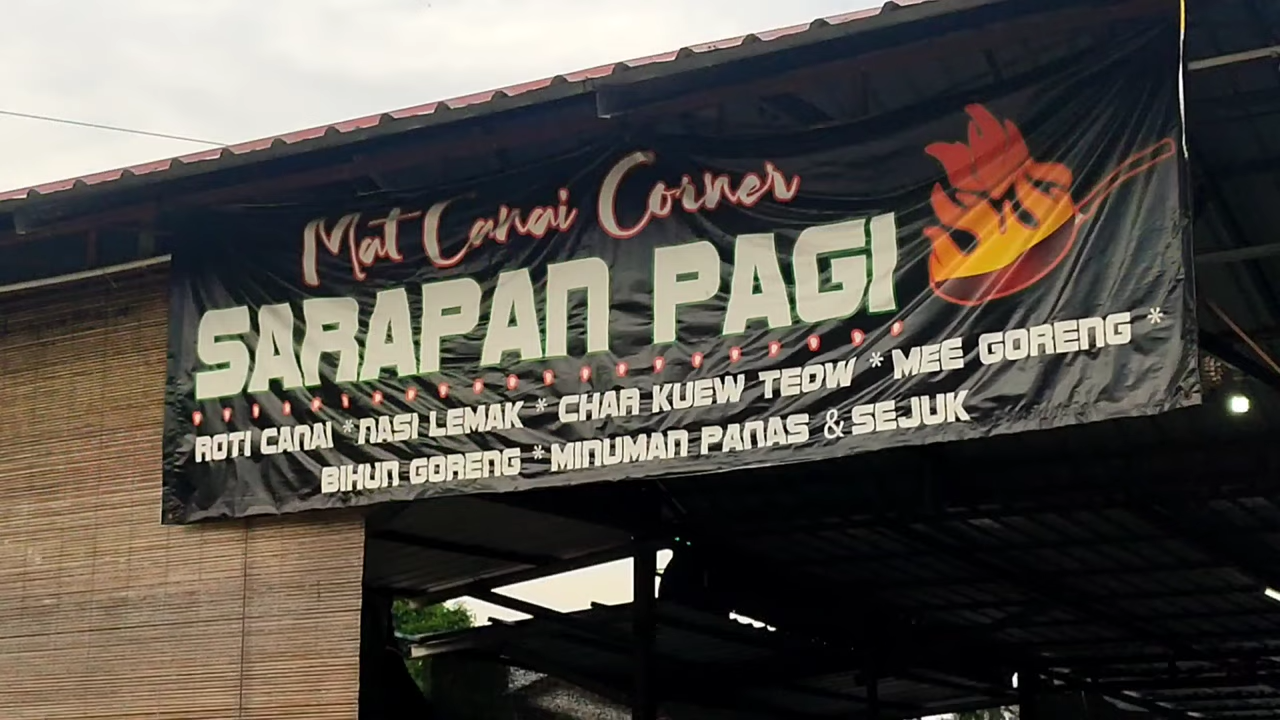 Mat Canai Corner
SARAPAN PAGI
ROTI CANAI * NASI LEMAK * CHAR KUEW TEOW * MEE GORENG *
BIHUN GORENG * MINUMAN PANAS & SEJUK